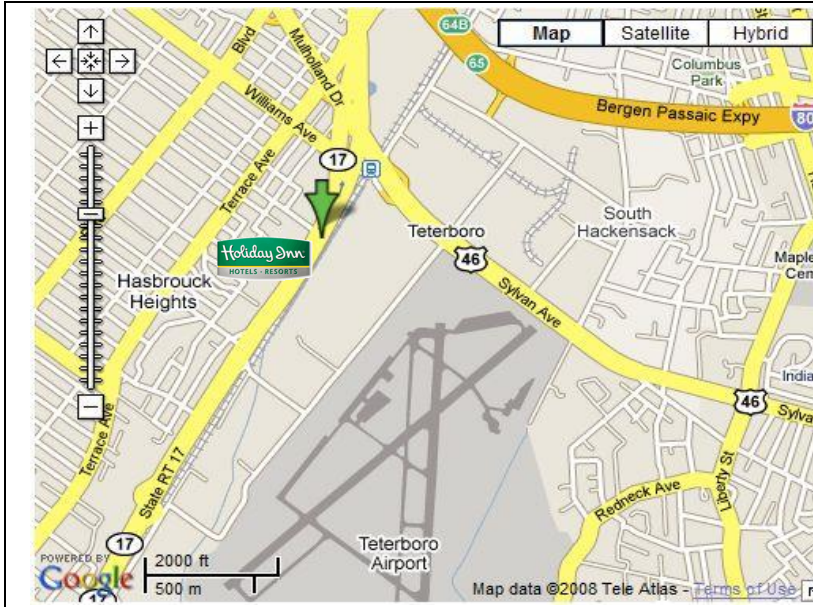 64B
Map
Satellite
Hybrid
Blvd
Mulholland Dr
65
Columbus
Park
Williams Ave
Bergen Passaic Expy
80
Terrace Ave
17
South
Hackensack
Teterboro
46
Holiday Inn
HOTELS · RESORTS
Hasbrouck
Heights
Sylvan Ave
Maple
Cem
India
46
Sylva
Terrace Ave
State RT 17
Liberty St
Redneck Ave
17
Teterboro
Airport
POWERED BY
Google
2000 ft
500 m
17
Map data ©2008 Tele Atlas - Terms of Use